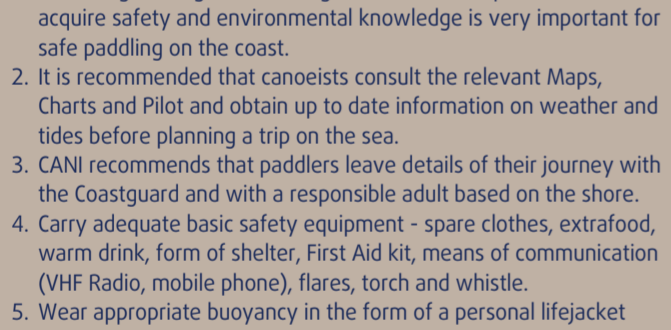 acquire safety and environmental knowledge is very important for
safe paddling on the coast.
2. It is recommended that canoeists consult the relevant Maps,
Charts and Pilot and obtain up to date information on weather and
tides before planning a trip on the sea.
3. CANI recommends that paddlers leave details of their journey with
the Coastguard and with a responsible adult based on the shore.
4. Carry adequate basic safety equipment - spare clothes, extrafood,
warm drink, form of shelter, First Aid kit, means of communication
(VHF Radio, mobile phone), flares, torch and whistle.
5. Wear appropriate buoyancy in the form of a personal lifejacket